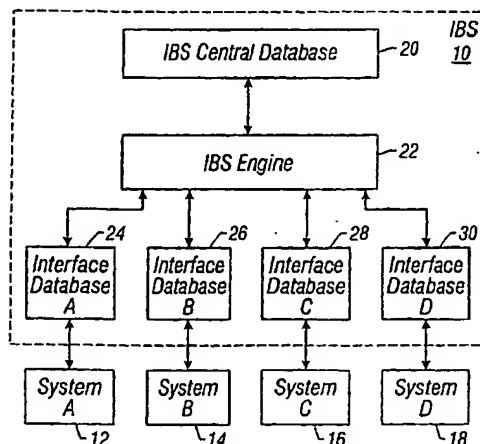 IBS
10
IBS Central Database
20
IBS Engine
22
24
26
28
30
Interface
Database
A
Interface
Database
B
Interface
Database
C
Interface
Database
D
System
A
System
B
System
C
System
D
12
14
16
18